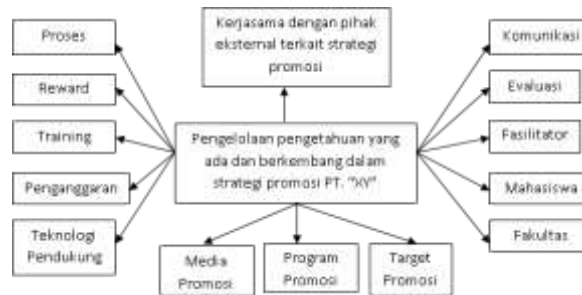 Proses
Reward
Training
Penganggaran
Teknologi
Pendukung
Kerjasama dengan pihak
eksternal terkait strategi
promosi
Pengelolaan pengetahuan yang
ada dan berkembang dalam
strategi promosi PT. "XY"
Media
Promosi
Program
Promosi
Target
Promosi
Komunikasi
Evaluasi
Fasilitator
Mahasiswa
Fakultas